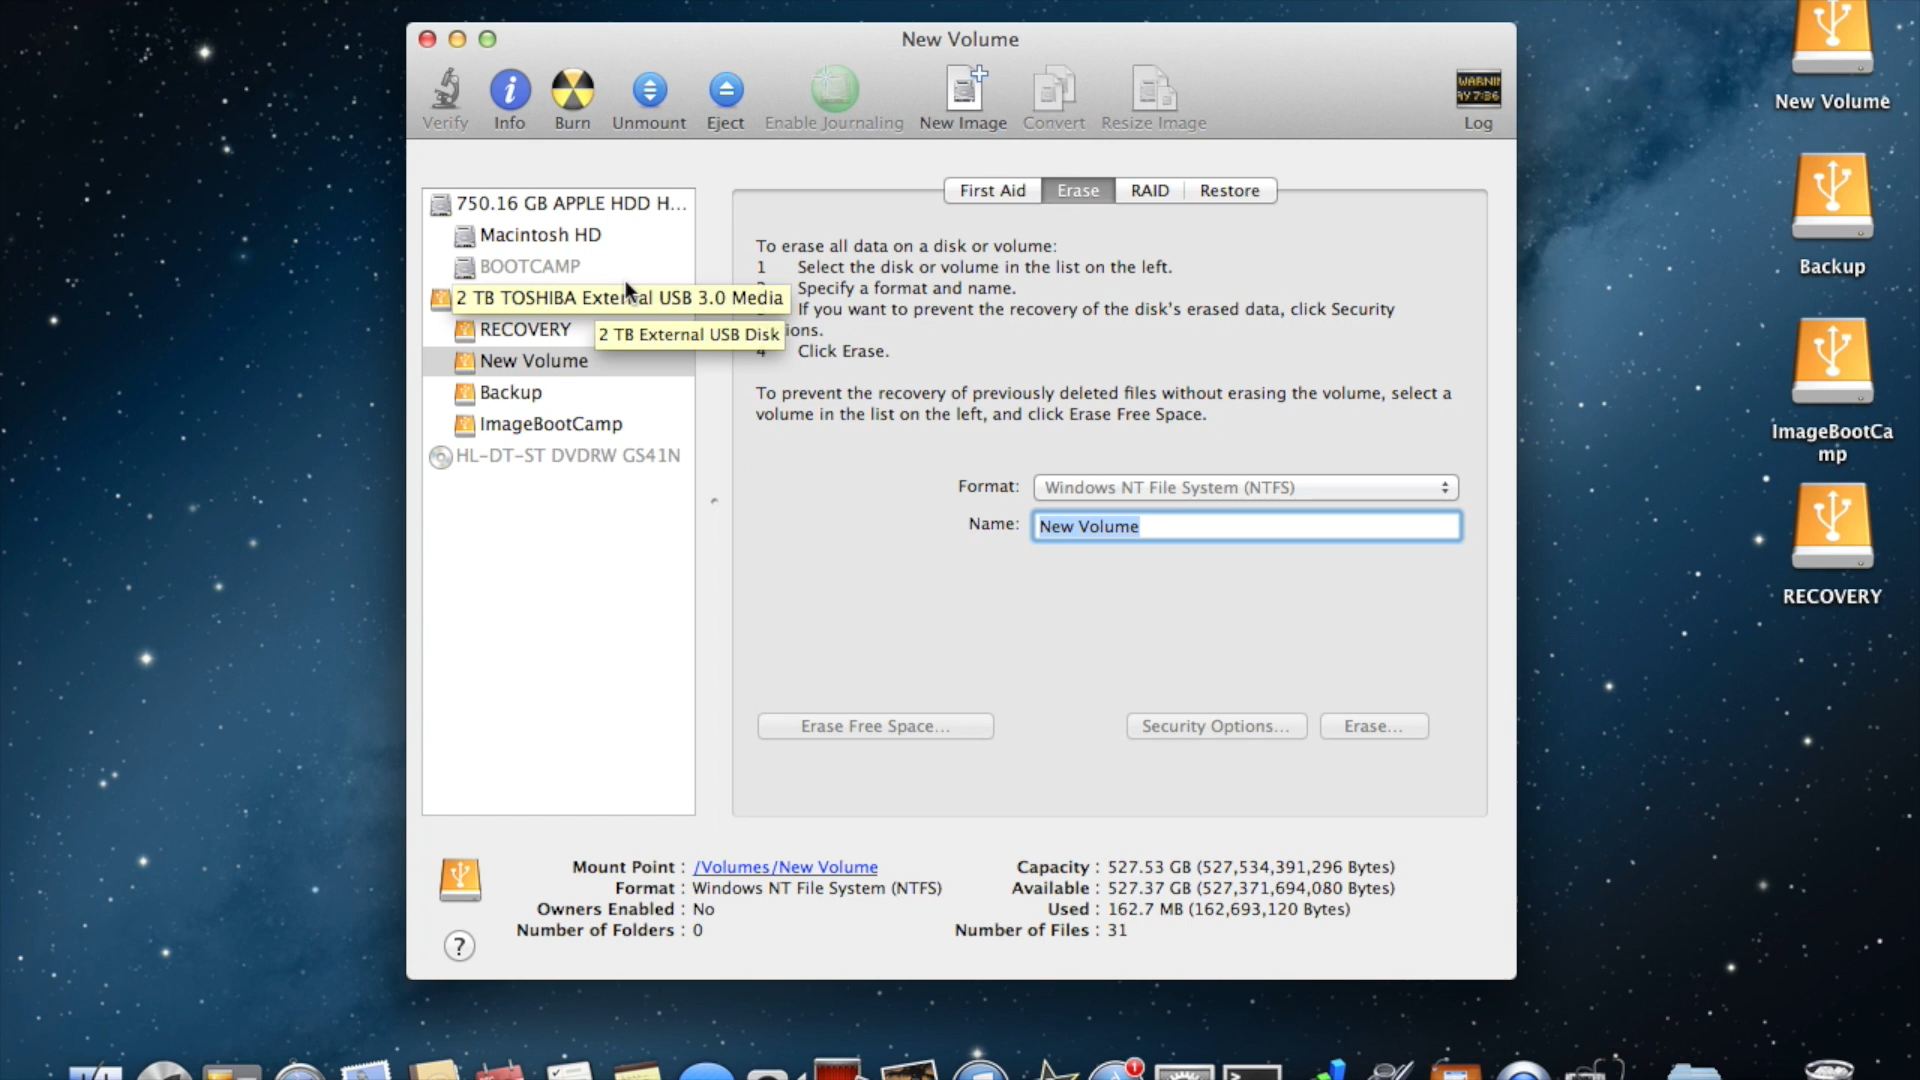 New Volume
Verify
Info
Burn
Unmount
Eject
Enable Journaling
New Image
Convert
Resize Image
WARNIN
AY 7:36
Log
750.16 GB APPLE HDD H...
Macintosh HD
BOOTCAMP
2 TB TOSHIBA External USB 3.0 Media
RECOVERY
2 TB External USB Disk
New Volume
Backup
ImageBootCamp
HL-DT-ST DVDRW GS41N
First Aid
Erase
RAID
Restore
To erase all data on a disk or volume:
1 Select the disk or volume in the list on the left.
Specify a format and name.
If you want to prevent the recovery of the disk's erased data, click Security
ions.
4 Click Erase.
To prevent the recovery of previously deleted files without erasing the volume, select a
volume in the list on the left, and click Erase Free Space.
Format: Windows NT File System (NTFS)
Name: New Volume
Erase Free Space...
Security Options...
Erase...
Mount Point : /Volumes/New Volume
Format : Windows NT File System (NTFS)
Owners Enabled : No
Number of Folders : 0
Capacity : 527.53 GB (527,534,391,296 Bytes)
Available : 527.37 GB (527,371,694,080 Bytes)
Used : 162.7 MB (162,693,120 Bytes)
Number of Files : 31
?
New Volume
Backup
ImageBootCa
mp
RECOVERY
1